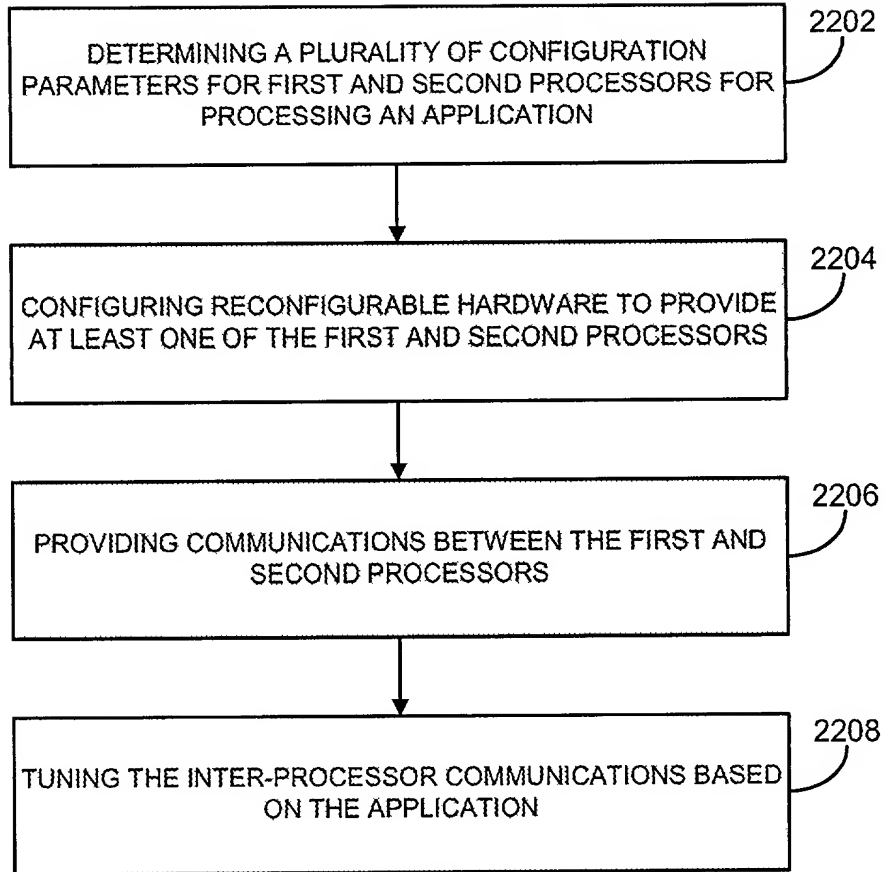 2202
DETERMINING A PLURALITY OF CONFIGURATION
PARAMETERS FOR FIRST AND SECOND PROCESSORS FOR
PROCESSING AN APPLICATION
2204
CONFIGURING RECONFIGURABLE HARDWARE TO PROVIDE
AT LEAST ONE OF THE FIRST AND SECOND PROCESSORS
2206
PROVIDING COMMUNICATIONS BETWEEN THE FIRST AND
SECOND PROCESSORS
2208
TUNING THE INTER-PROCESSOR COMMUNICATIONS BASED
ON THE APPLICATION